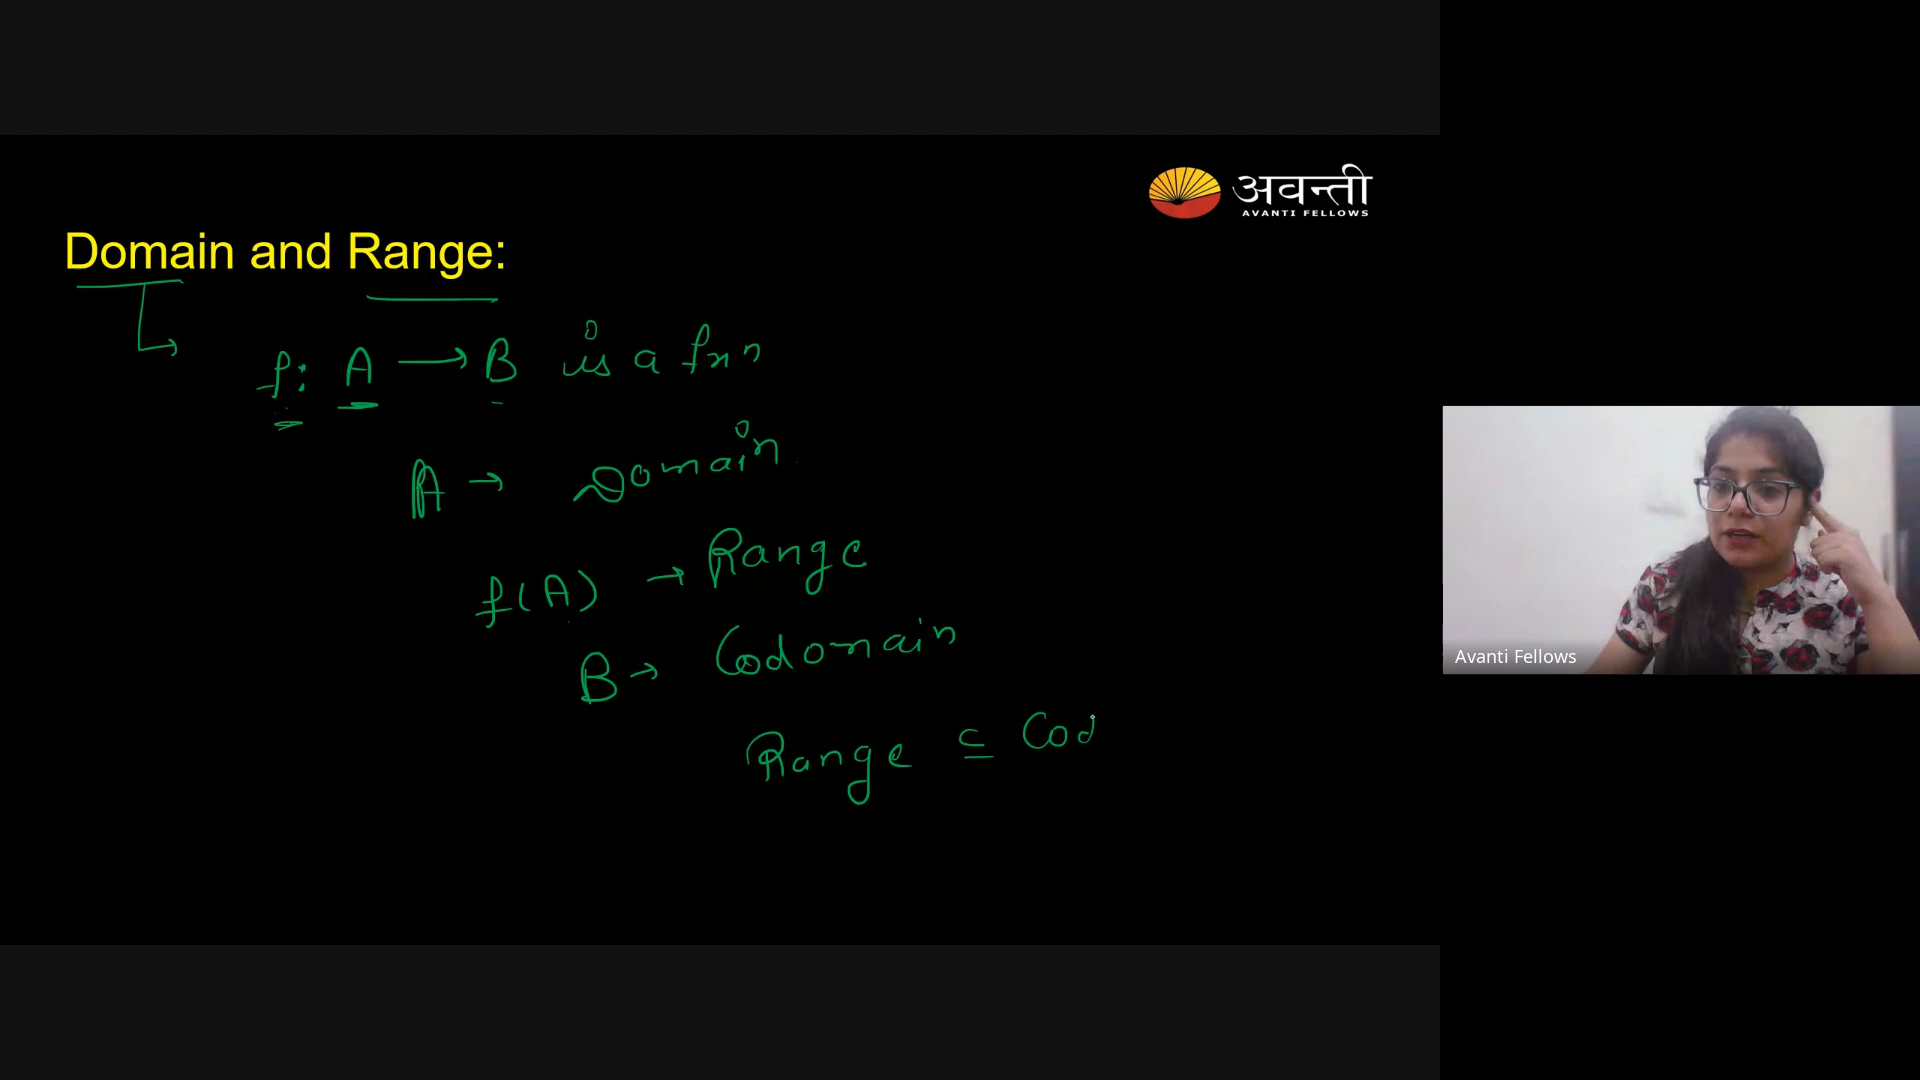 अवन्ती
AVANTI FELLOWS
Domain and Range:
f: A → B is a fxn
A → Domain
f(A) → Range
B → Codomain
Range ⊆ Cod
Avanti Fellows